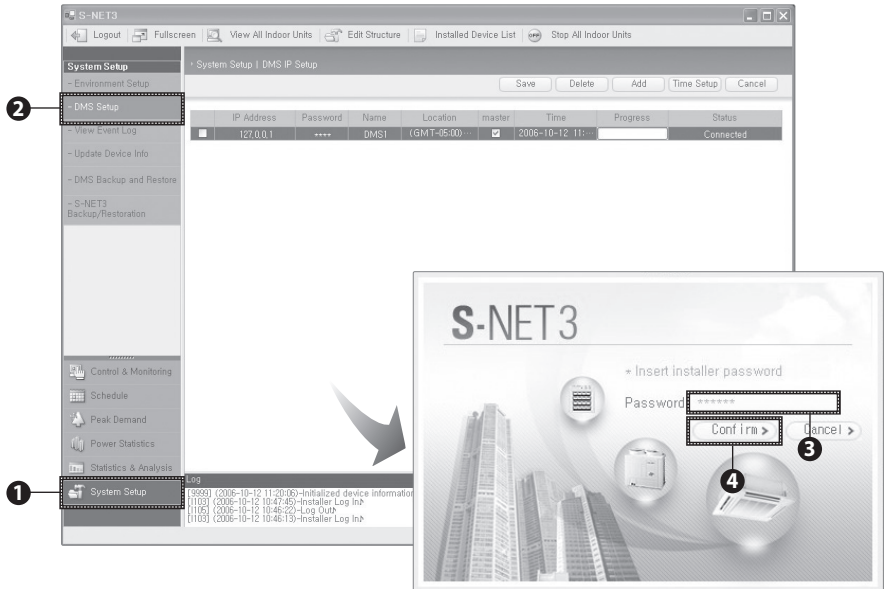 S-NET3
Logout Fullscreen View All Indoor Units Edit Structure Installed Device List OFF Stop All Indoor Units
System Setup
- Environment Setup
- DMS Setup
- View Event Log
- Update Device Info
- DMS Backup and Restore
- S-NET3
Backup/Restoration
System Setup | DMS IP Setup
Save Delete Add Time Setup Cancel
IP Address Password Name Location master Time Progress Status
127.0.0.1 **** DMS1 (GMT-05:00)··· 2006-10-12 11:··· Connected
2
Control & Monitoring
Schedule
Peak Demand
Power Statistics
Statistics & Analysis
System Setup
1
Log
[9999] (2006-10-12 11:20:06)-Initialized device information
[1103] (2006-10-12 10:47:45)-Installer Log In
[1105] (2006-10-12 10:46:22)-Log Out
[1103] (2006-10-12 10:46:13)-Installer Log In
S-NET3
* Insert installer password
Password ******
Confirm Cancel
3
4